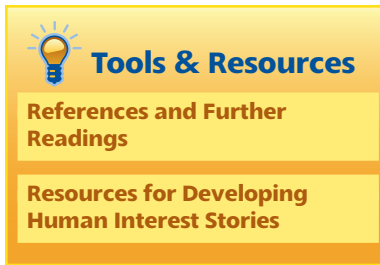 Tools & Resources
References and Further
Readings
Resources for Developing
Human Interest Stories